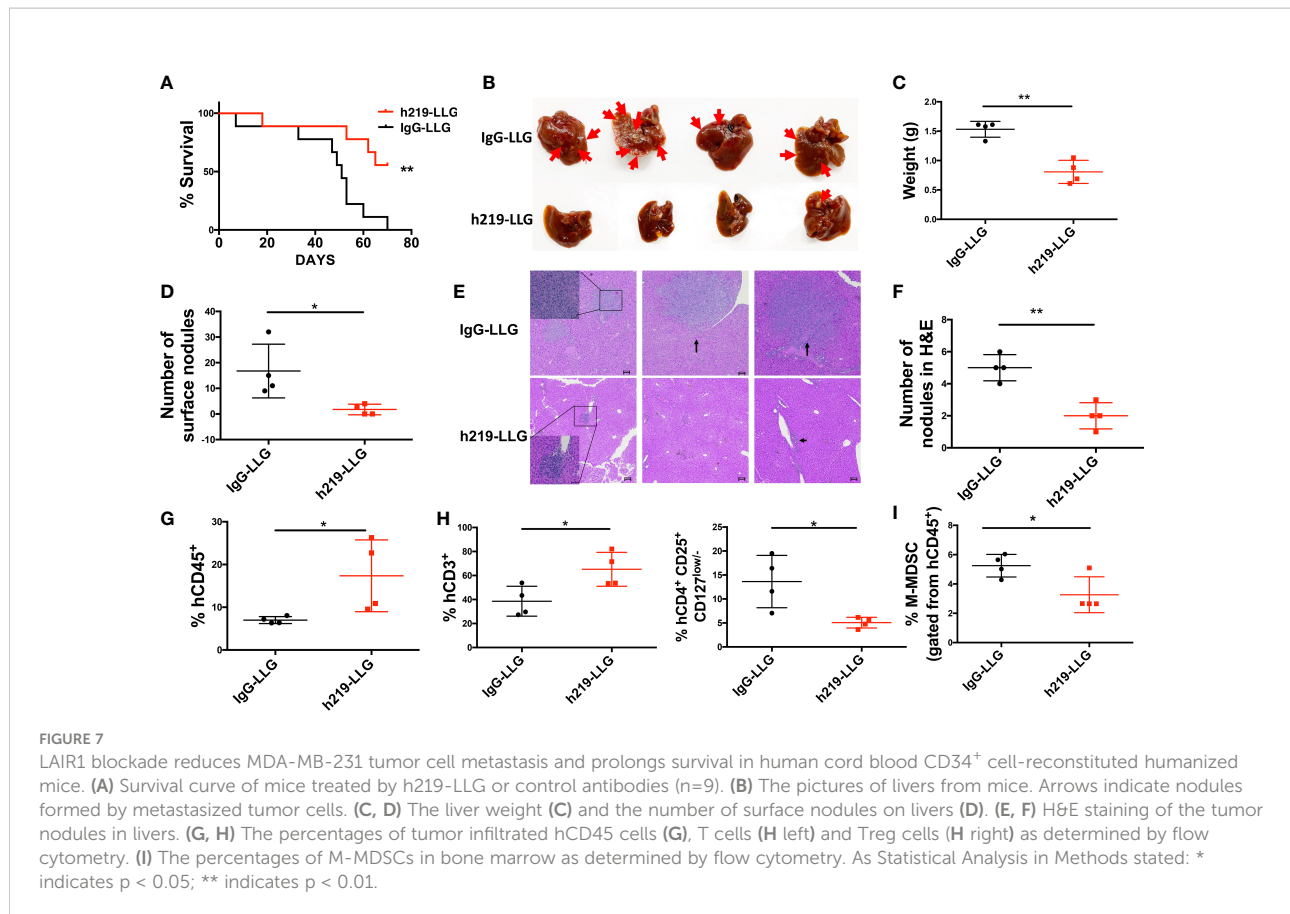 A
% Survival
100
50
0
0
20
40
60
80
DAYS
h219-LLG
IgG-LLG
**
B
IgG-LLG
h219-LLG
C
Weight (g)
2.0
1.5
1.0
0.5
0.0
**
IgG-LLG
h219-LLG
D
Number of
surface nodules
40
30
20
10
0
-10
*
IgG-LLG
h219-LLG
E
IgG-LLG
h219-LLG
F
Number of
nodules in H&E
8
6
4
2
0
**
IgG-LLG
h219-LLG
G
% hCD45+
30
20
10
0
*
IgG-LLG
h219-LLG
H
% hCD3+
100
80
60
40
20
0
*
IgG-LLG
h219-LLG
% hCD4+ CD25+
CD127low/-
25
20
15
10
5
0
*
IgG-LLG
h219-LLG
I
% M-MDSC
(gated from hCD45+)
8
6
4
2
0
*
IgG-LLG
h219-LLG
FIGURE 7
LAIR1 blockade reduces MDA-MB-231 tumor cell metastasis and prolongs survival in human cord blood CD34+ cell-reconstituted humanized
mice. (A) Survival curve of mice treated by h219-LLG or control antibodies (n=9). (B) The pictures of livers from mice. Arrows indicate nodules
formed by metastasized tumor cells. (C, D) The liver weight (C) and the number of surface nodules on livers (D). (E, F) H&E staining of the tumor
nodules in livers. (G, H) The percentages of tumor infiltrated hCD45 cells (G), T cells (H left) and Treg cells (H right) as determined by flow
cytometry. (I) The percentages of M-MDSCs in bone marrow as determined by flow cytometry. As Statistical Analysis in Methods stated: *
indicates p < 0.05; ** indicates p < 0.01.